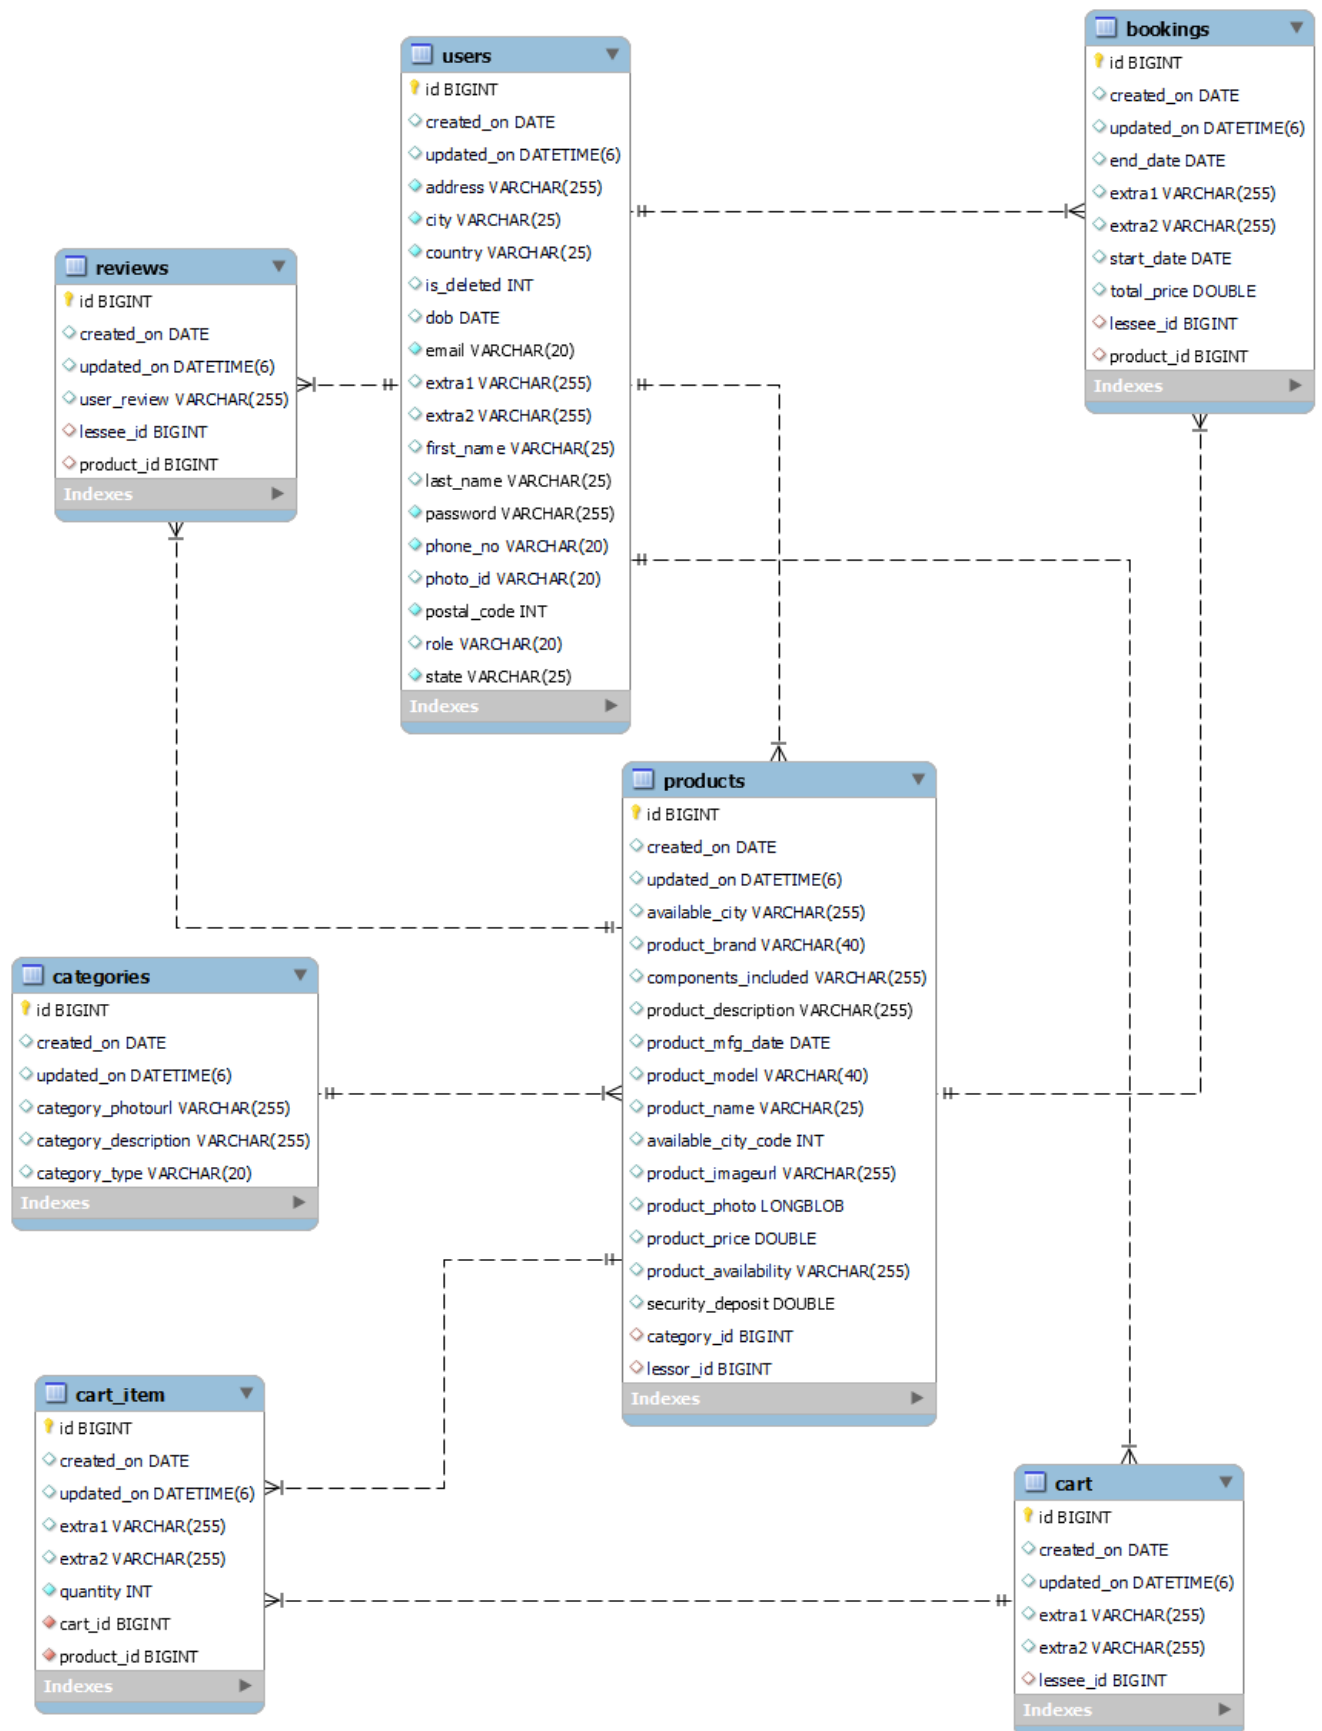 users
id BIGINT
created_on DATE
updated_on DATETIME(6)
address VARCHAR(255)
city VARCHAR(25)
country VARCHAR(25)
is_deleted INT
dob DATE
email VARCHAR(20)
extra1 VARCHAR(255)
extra2 VARCHAR(255)
first_name VARCHAR(25)
last_name VARCHAR(25)
password VARCHAR(255)
phone_no VARCHAR(20)
photo_id VARCHAR(20)
postal_code INT
role VARCHAR(20)
state VARCHAR(25)
Indexes
bookings
id BIGINT
created_on DATE
updated_on DATETIME(6)
end_date DATE
extra1 VARCHAR(255)
extra2 VARCHAR(255)
start_date DATE
total_price DOUBLE
lessee_id BIGINT
product_id BIGINT
Indexes
reviews
id BIGINT
created_on DATE
updated_on DATETIME(6)
user_review VARCHAR(255)
lessee_id BIGINT
product_id BIGINT
Indexes
products
id BIGINT
created_on DATE
updated_on DATETIME(6)
available_city VARCHAR(255)
product_brand VARCHAR(40)
components_included VARCHAR(255)
product_description VARCHAR(255)
product_mfg_date DATE
product_model VARCHAR(40)
product_name VARCHAR(25)
available_city_code INT
product_imageurl VARCHAR(255)
product_photo LONGBLOB
product_price DOUBLE
product_availability VARCHAR(255)
security_deposit DOUBLE
category_id BIGINT
lessor_id BIGINT
Indexes
categories
id BIGINT
created_on DATE
updated_on DATETIME(6)
category_photourl VARCHAR(255)
category_description VARCHAR(255)
category_type VARCHAR(20)
Indexes
cart_item
id BIGINT
created_on DATE
updated_on DATETIME(6)
extra1 VARCHAR(255)
extra2 VARCHAR(255)
quantity INT
cart_id BIGINT
product_id BIGINT
Indexes
cart
id BIGINT
created_on DATE
updated_on DATETIME(6)
extra1 VARCHAR(255)
extra2 VARCHAR(255)
lessee_id BIGINT
Indexes